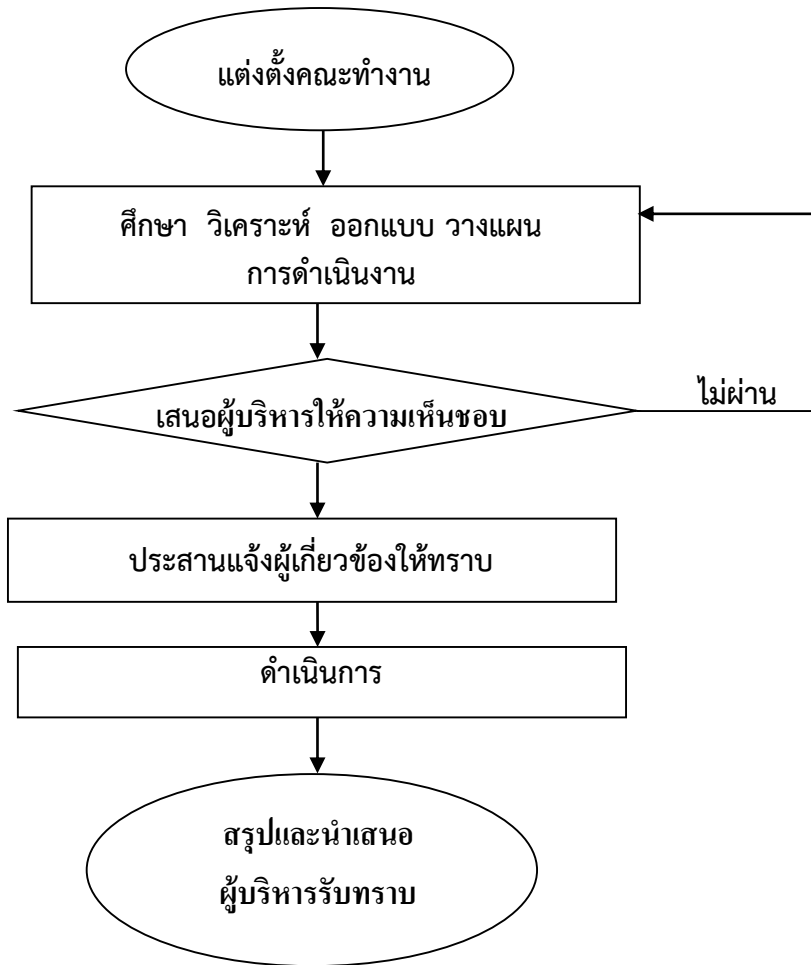 แต่งตั้งคณะทำงาน
ศึกษา วิเคราะห์ ออกแบบ วางแผน
การดำเนินงาน
เสนอผู้บริหารให้ความเห็นชอบ
ไม่ผ่าน
ประสานแจ้งผู้เกี่ยวข้องให้ทราบ
ดำเนินการ
สรุปและนำเสนอ
ผู้บริหารรับทราบ